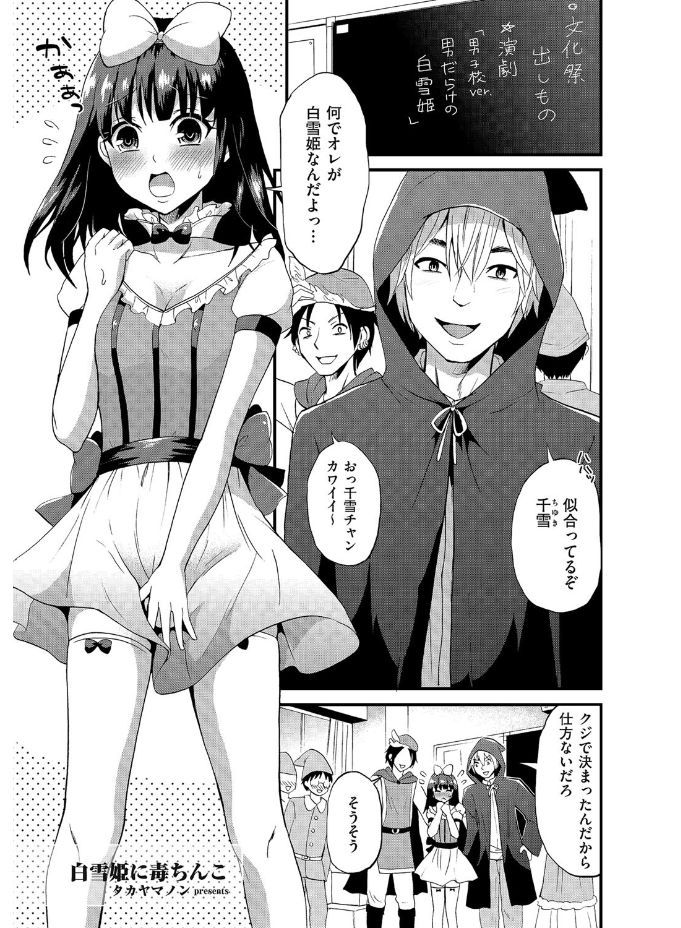 。文化祭
出しもの
☆演劇
「男子校ver.
男だらけの
白雪姫」
何でオレが
白雪姫なんだよっ…
かぁぁっ
似合ってるぞ
千雪
ちゆき
ハハッ
おっ千雪チャン
カワイイ～
クジで決まったんだから
仕方ないだろ
そうそう
白雪姫に毒ちんこ
タカヤマノン presents